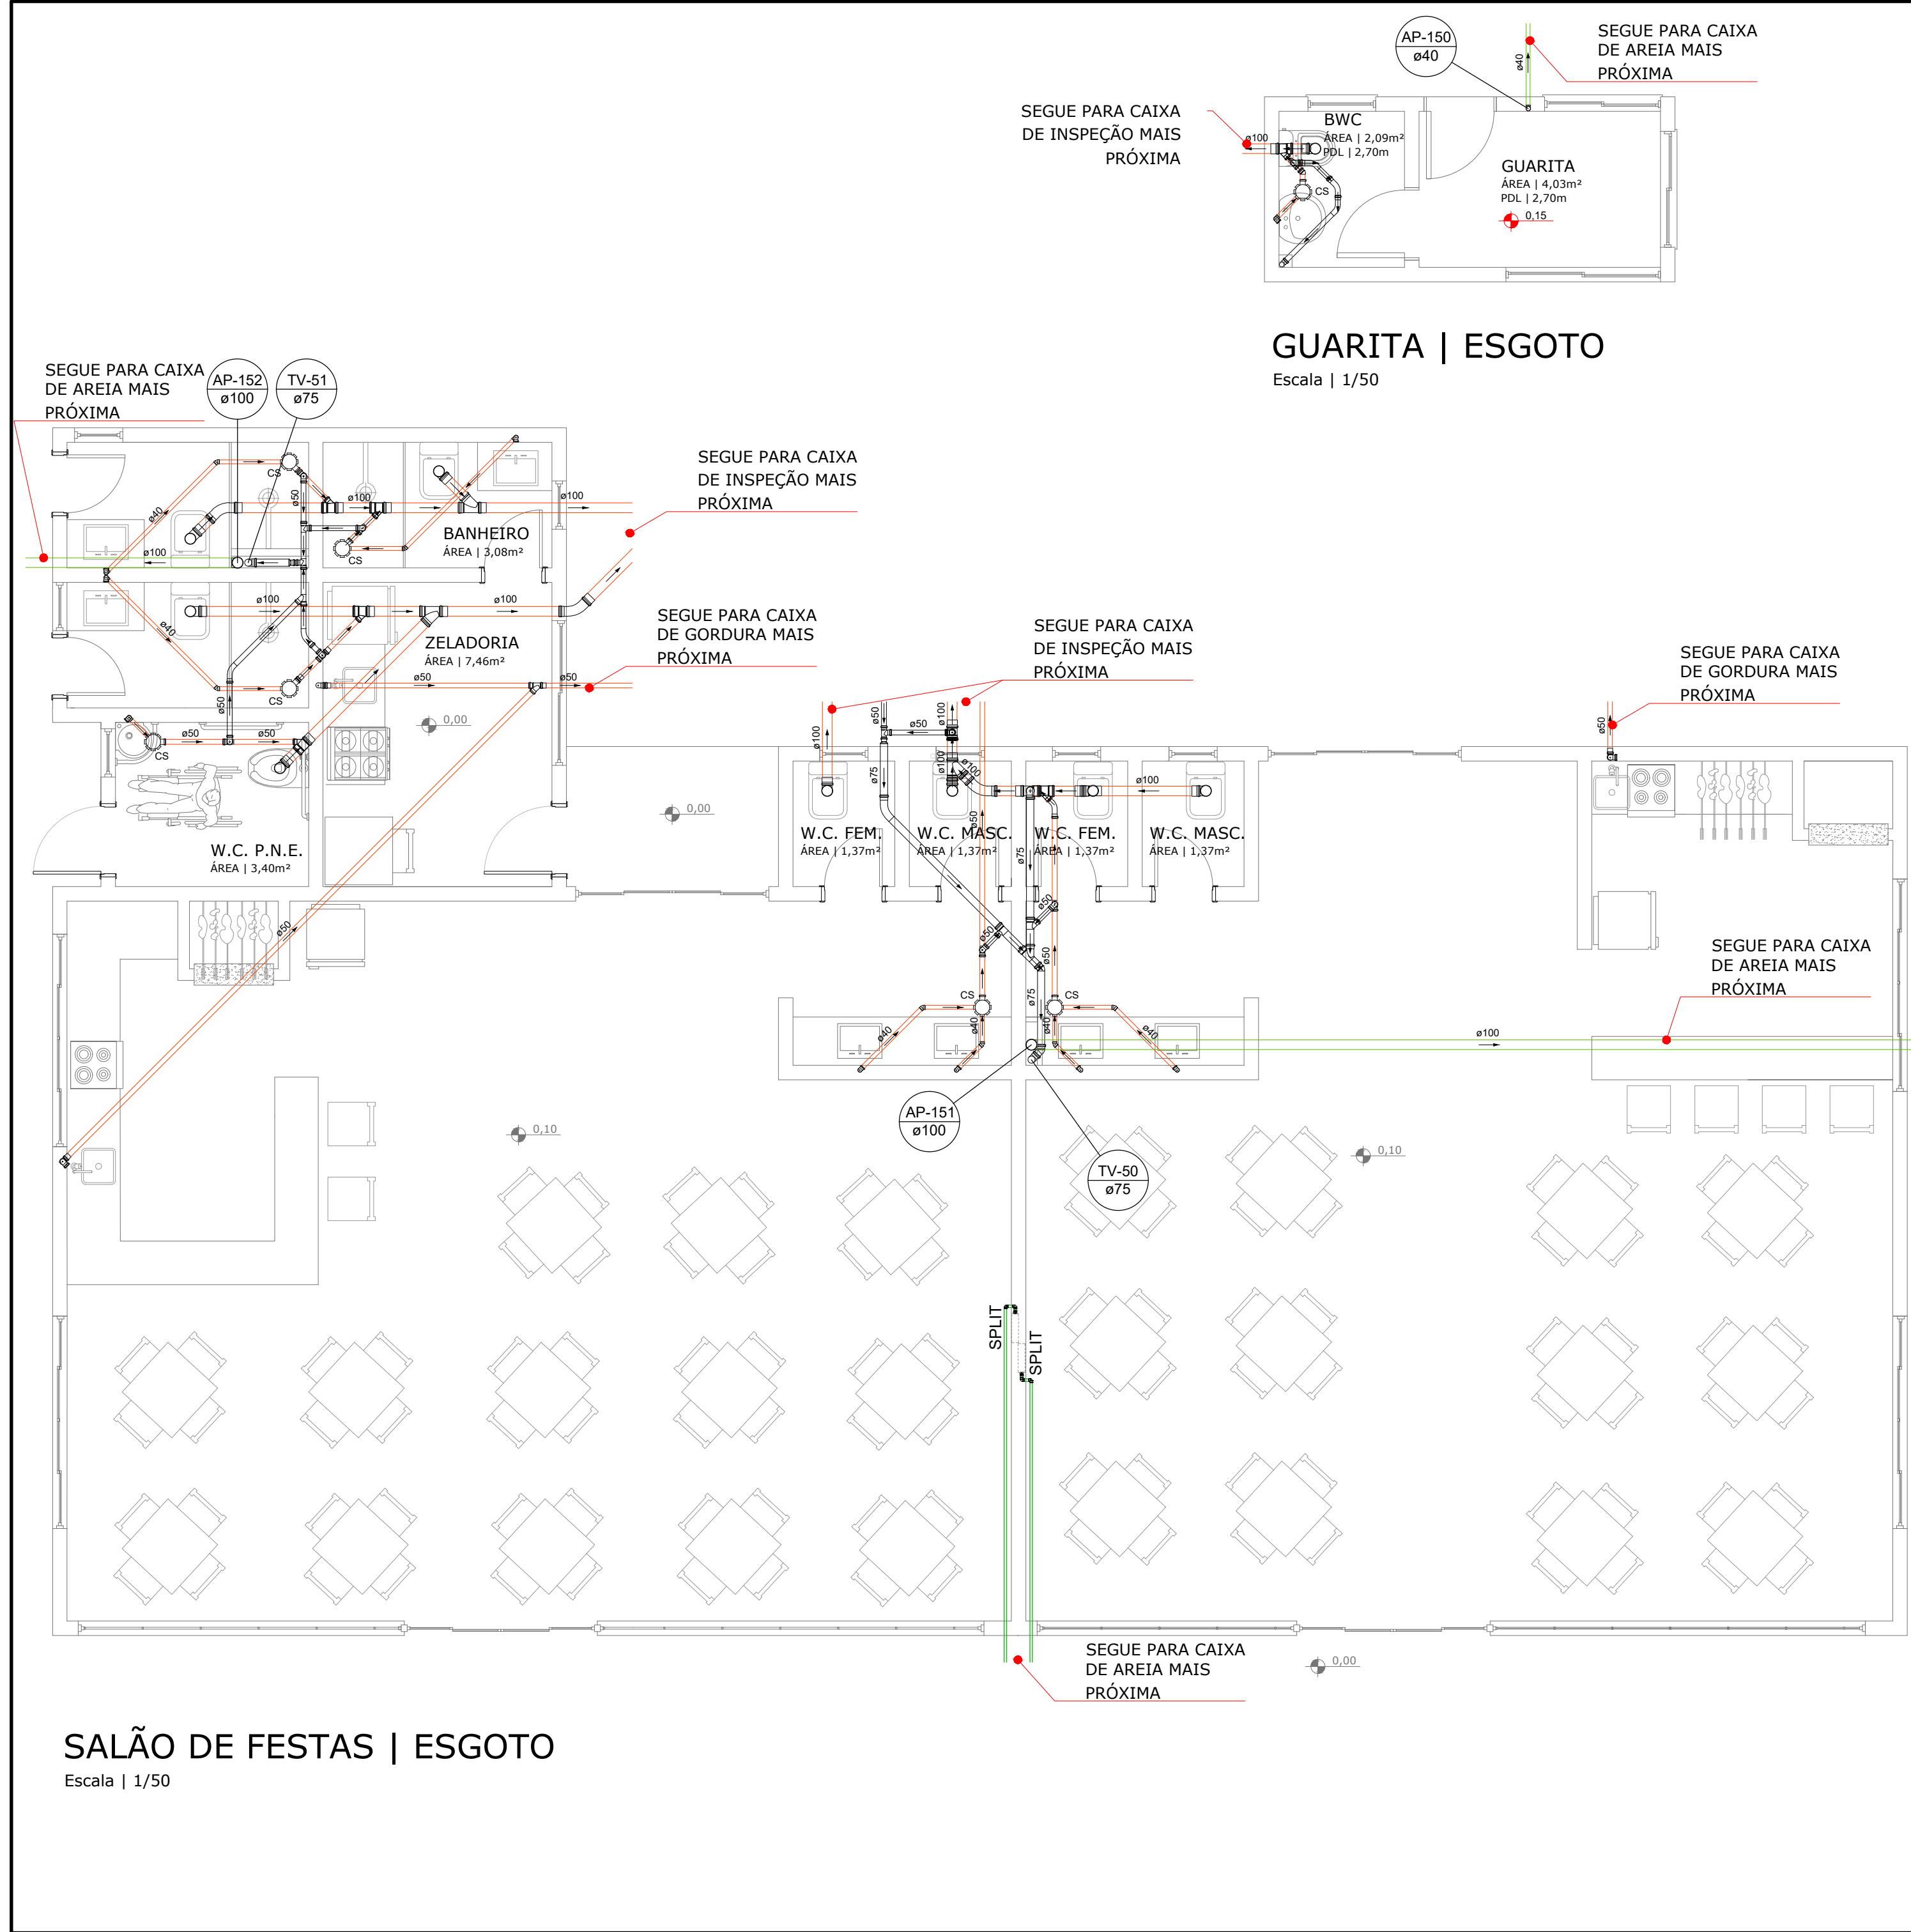 AP-150
ø40
SEGUE PARA CAIXA
DE AREIA MAIS
PRÓXIMA
ø40
SEGUE PARA CAIXA
DE INSPEÇÃO MAIS
PRÓXIMA
ø100
BWC
ÁREA | 2,09m²
PDL | 2,70m
CS
GUARITA
ÁREA | 4,03m²
PDL | 2,70m
0,15
GUARITA | ESGOTO
Escala | 1/50
SEGUE PARA CAIXA
DE AREIA MAIS
PRÓXIMA
AP-152
ø100
TV-51
ø75
SEGUE PARA CAIXA
DE INSPEÇÃO MAIS
PRÓXIMA
CS
ø50
ø100
ø100
ø40
BANHEIRO
ÁREA | 3,08m²
ø100
CS
ø100
ø100
ø40
SEGUE PARA CAIXA
DE GORDURA MAIS
PRÓXIMA
ZELADORIA
ÁREA | 7,46m²
ø50
ø50
CS
ø50
0,00
ø50
ø50
CS
W.C. P.N.E.
ÁREA | 3,40m²
ø50
0,00
SEGUE PARA CAIXA
DE INSPEÇÃO MAIS
PRÓXIMA
SEGUE PARA CAIXA
DE GORDURA MAIS
PRÓXIMA
ø50
ø50
ø50
ø100
ø100
ø75
ø100
ø100
ø100
ø50
W.C. FEM.
ÁREA | 1,37m²
W.C. MASC.
ÁREA | 1,37m²
W.C. FEM.
ÁREA | 1,37m²
W.C. MASC.
ÁREA | 1,37m²
ø75
ø50
ø50
ø50
CS
ø75
CS
ø40
ø40
ø40
ø40
SEGUE PARA CAIXA
DE AREIA MAIS
PRÓXIMA
ø100
AP-151
ø100
TV-50
ø75
0,10
0,10
SPLIT
SPLIT
SEGUE PARA CAIXA
DE AREIA MAIS
PRÓXIMA
0,00
SALÃO DE FESTAS | ESGOTO
Escala | 1/50